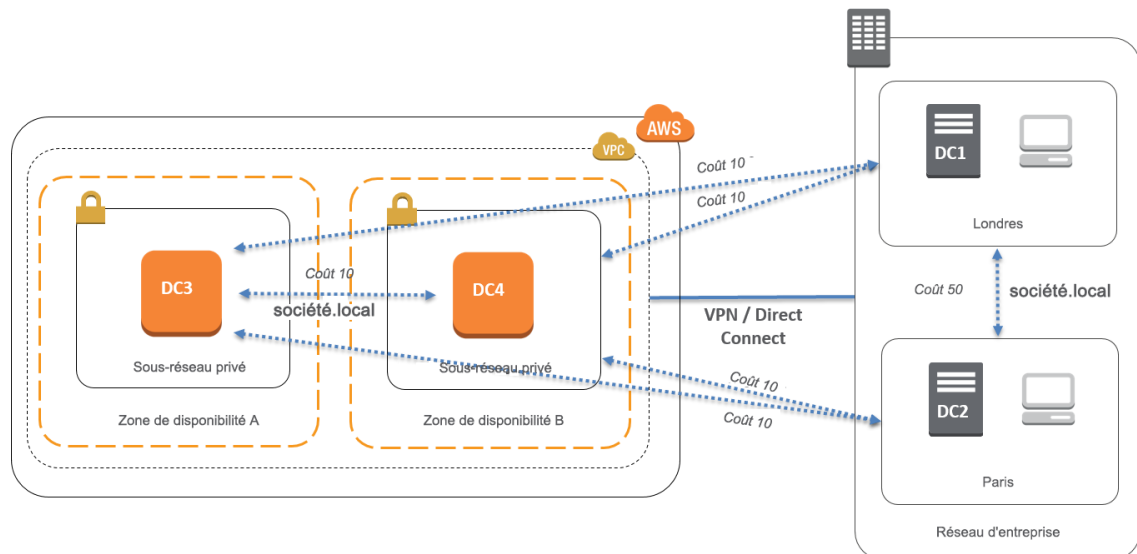 AWS
VPC
Coût 10
Coût 10
DC1
Londres
DC3
Coût 10
société.local
DC4
Sous-réseau privé
Sous-réseau privé
Zone de disponibilité A
Zone de disponibilité B
VPN / Direct
Connect
Coût 50
société.local
Coût 10
Coût 10
DC2
Paris
Réseau d'entreprise